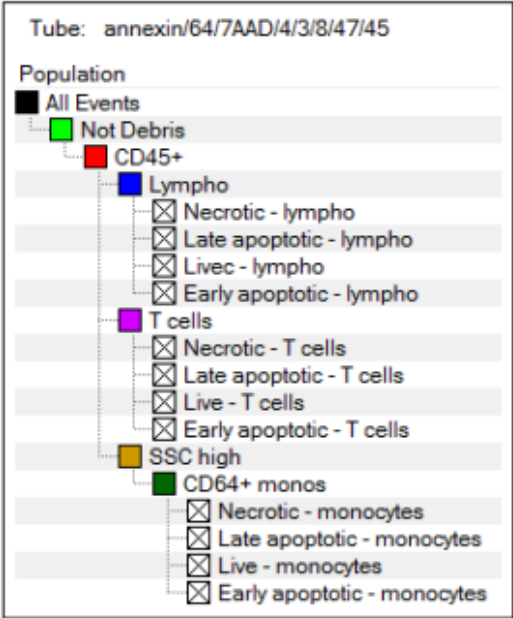 Tube: annexin/64/7AAD/4/3/8/47/45
Population
All Events
Not Debris
CD45+
Lympho
Necrotic - lympho
Late apoptotic - lympho
Livec - lympho
Early apoptotic - lympho
T cells
Necrotic - T cells
Late apoptotic - T cells
Live - T cells
Early apoptotic - T cells
SSC high
CD64+ monos
Necrotic - monocytes
Late apoptotic - monocytes
Live - monocytes
Early apoptotic - monocytes